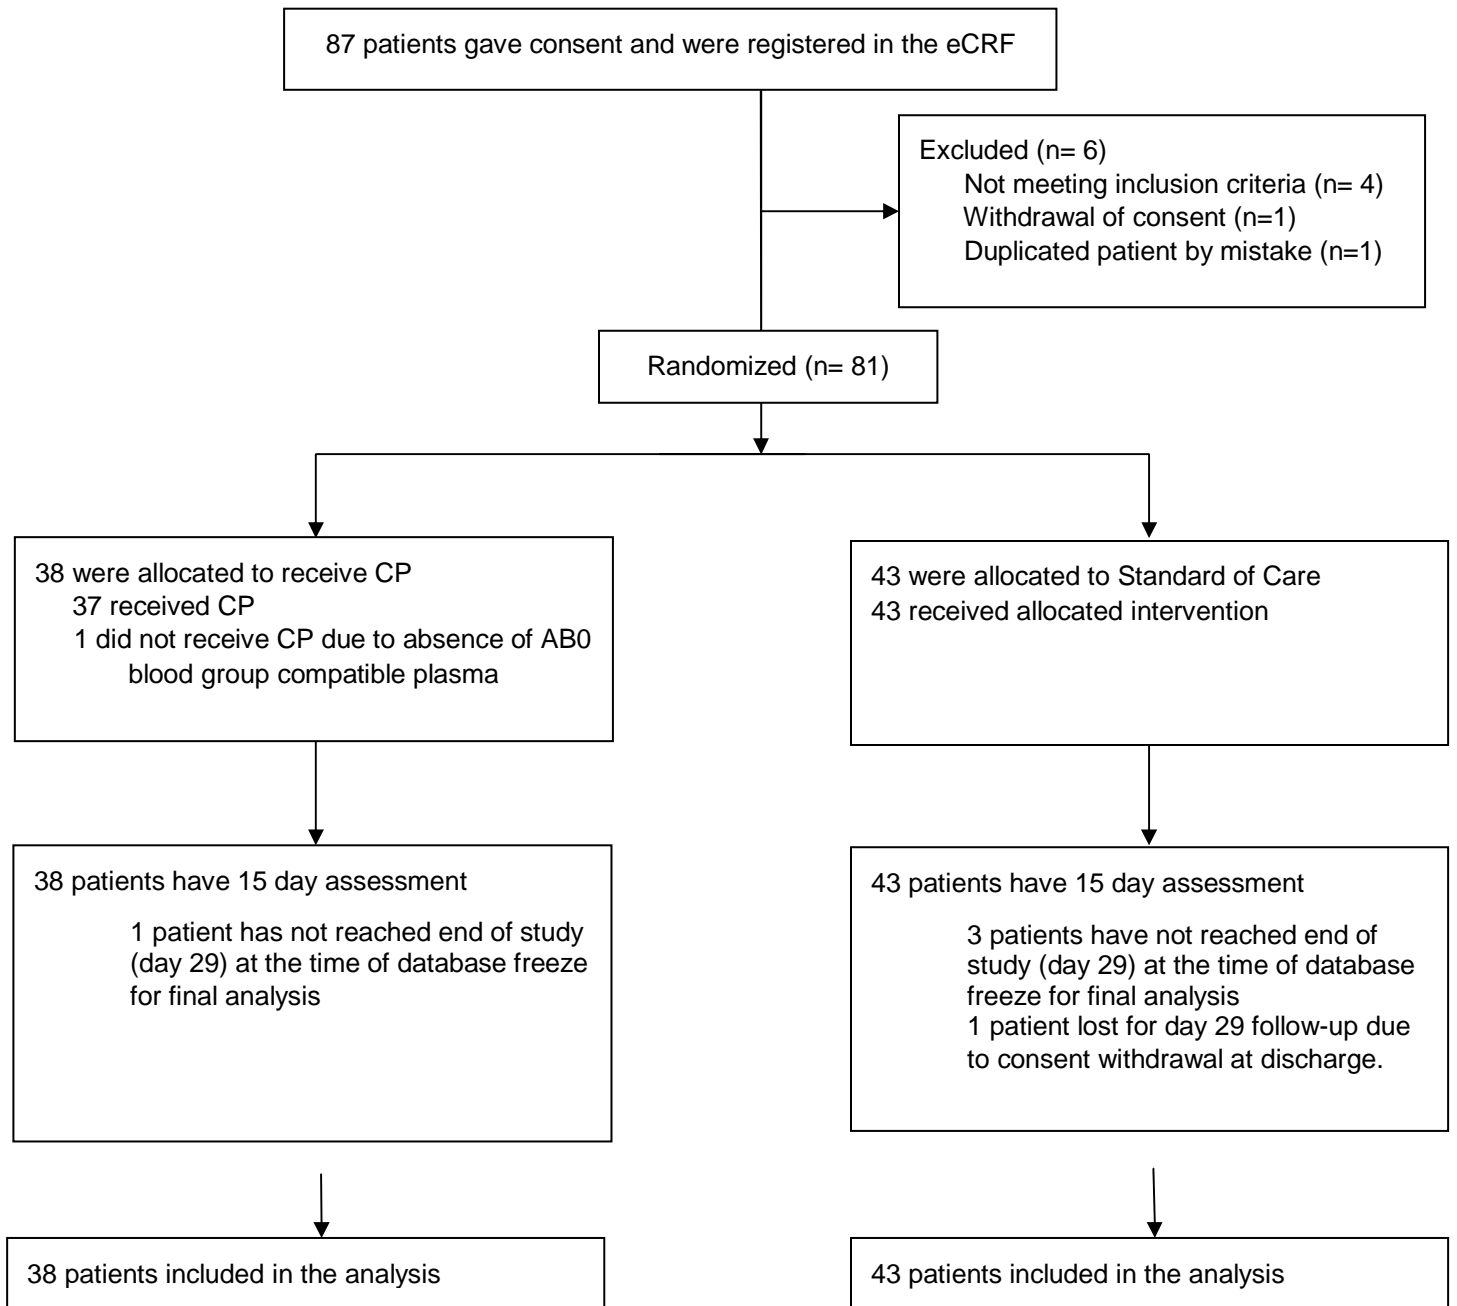 87 patients gave consent and were registered in the eCRF
Excluded (n= 6)
Not meeting inclusion criteria (n= 4)
Withdrawal of consent (n=1)
Duplicated patient by mistake (n=1)
Randomized (n= 81)
38 were allocated to receive CP
37 received CP
1 did not receive CP due to absence of AB0
blood group compatible plasma
43 were allocated to Standard of Care
43 received allocated intervention
38 patients have 15 day assessment
1 patient has not reached end of study
(day 29) at the time of database freeze
for final analysis
43 patients have 15 day assessment
3 patients have not reached end of
study (day 29) at the time of database
freeze for final analysis
1 patient lost for day 29 follow-up due
to consent withdrawal at discharge.
38 patients included in the analysis
43 patients included in the analysis